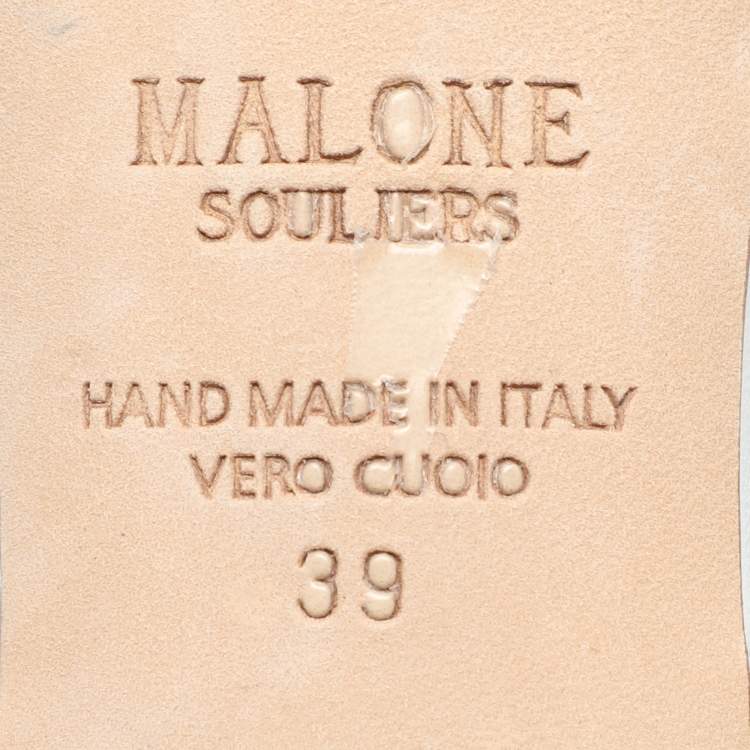 MALONE
SOULIERS
HAND MADE IN ITALY
VERO CUOIO
39